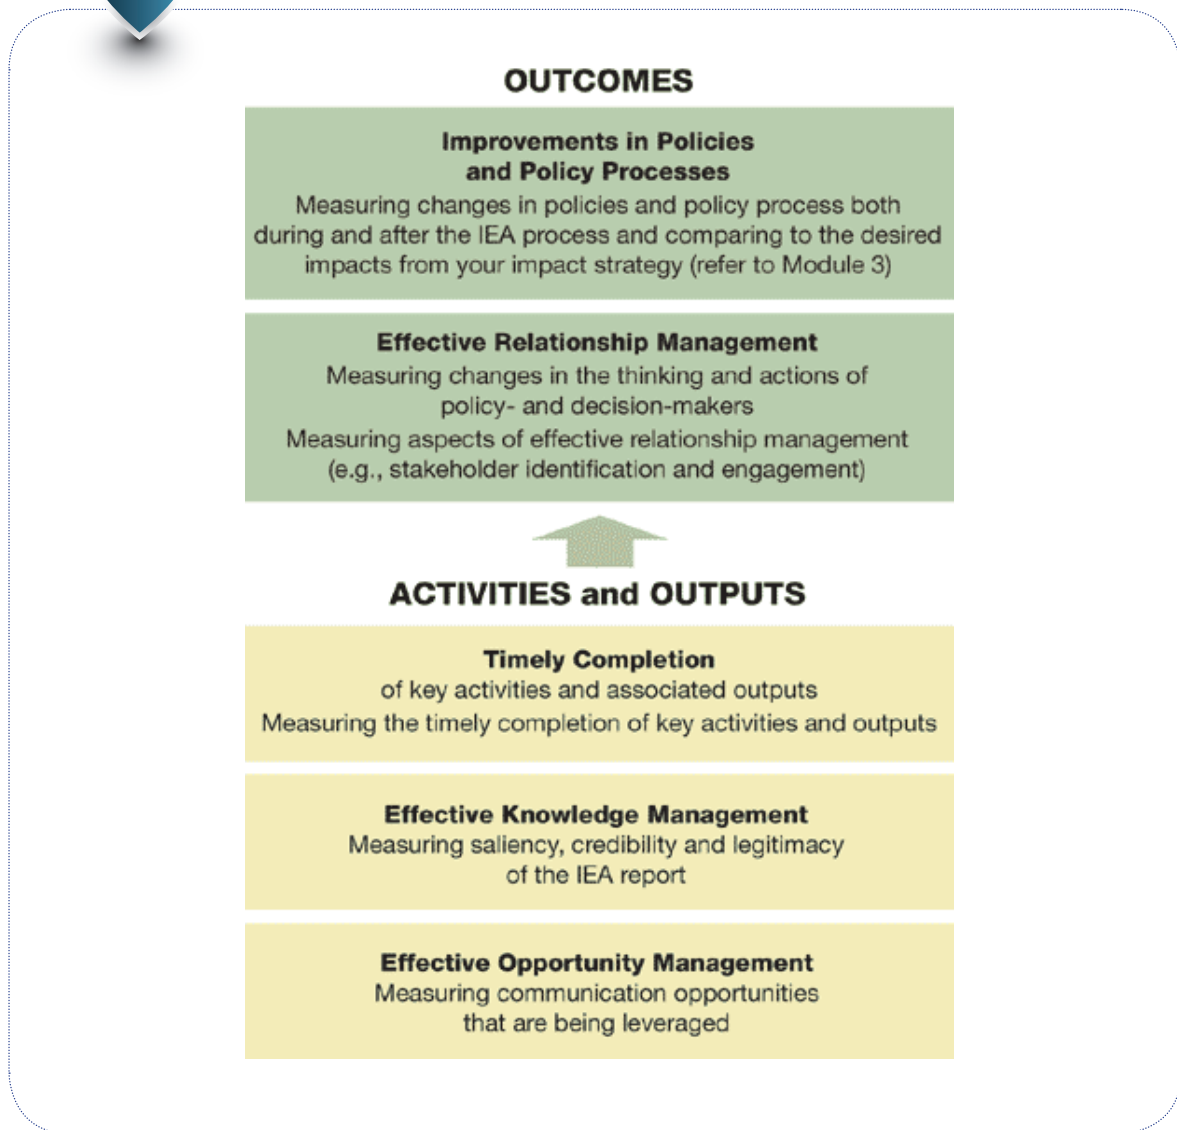 OUTCOMES
Improvements in Policies
and Policy Processes
Measuring changes in policies and policy process both
during and after the IEA process and comparing to the desired
impacts from your impact strategy (refer to Module 3)
Effective Relationship Management
Measuring changes in the thinking and actions of
policy- and decision-makers
Measuring aspects of effective relationship management
(e.g., stakeholder identification and engagement)
ACTIVITIES and OUTPUTS
Timely Completion
of key activities and associated outputs
Measuring the timely completion of key activities and outputs
Effective Knowledge Management
Measuring saliency, credibility and legitimacy
of the IEA report
Effective Opportunity Management
Measuring communication opportunities
that are being leveraged